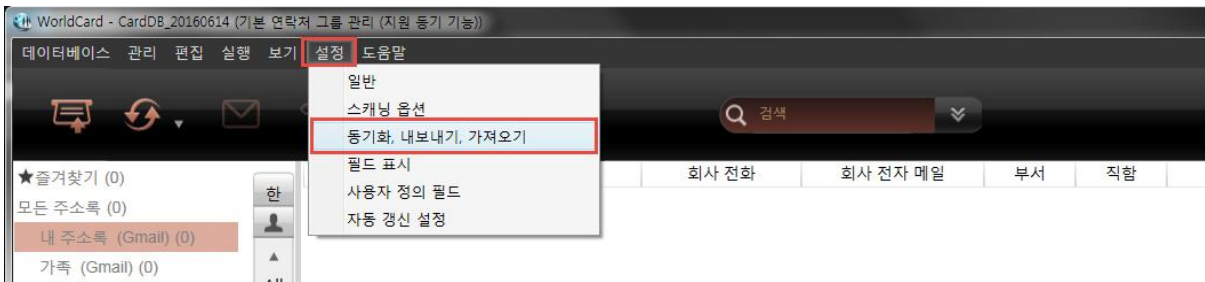 WorldCard - CardDB_20160614 (기본 연락처 그룹 관리 (지원 동기 기능))
데이터베이스 관리 편집 실행 보기 설정 도움말
일반
스캐닝 옵션
동기화, 내보내기, 가져오기
필드 표시
사용자 정의 필드
자동 갱신 설정
검색
회사 전화 회사 전자 메일 부서 직함
★즐겨찾기 (0)
모든 주소록 (0)
내 주소록 (Gmail) (0)
가족 (Gmail) (0)
한